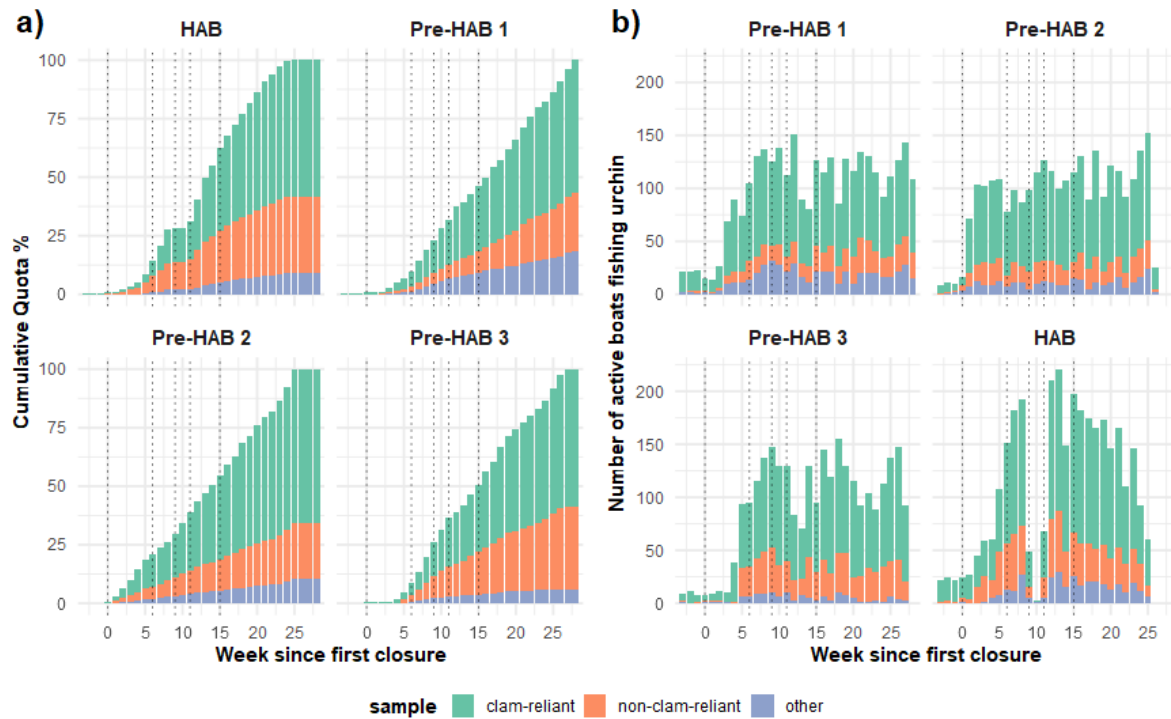 a)
HAB
Pre-HAB 1
100
75
50
25
0
Pre-HAB 2
Pre-HAB 3
100
75
50
25
0
0 5 10 15 20 25
0 5 10 15 20 25
Cumulative Quota %
Week since first closure
b)
Pre-HAB 1
Pre-HAB 2
200
150
100
50
0
Pre-HAB 3
HAB
200
150
100
50
0
0 5 10 15 20 25
0 5 10 15 20 25
Number of active boats fishing urchin
Week since first closure
sample clam-reliant non-clam-reliant other